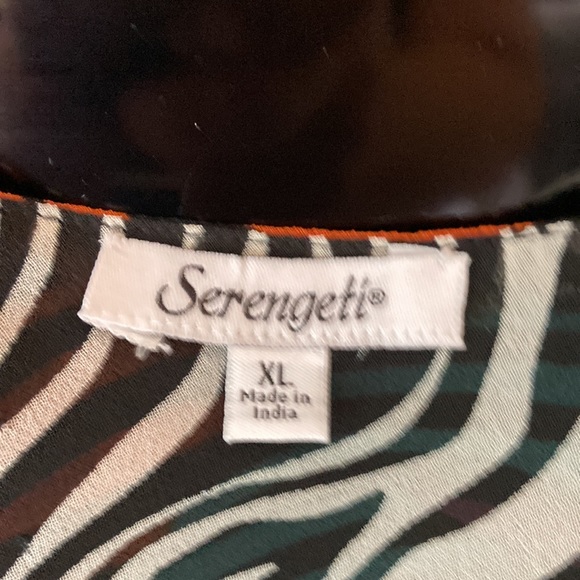 Serengeti®
XL
Made in
India